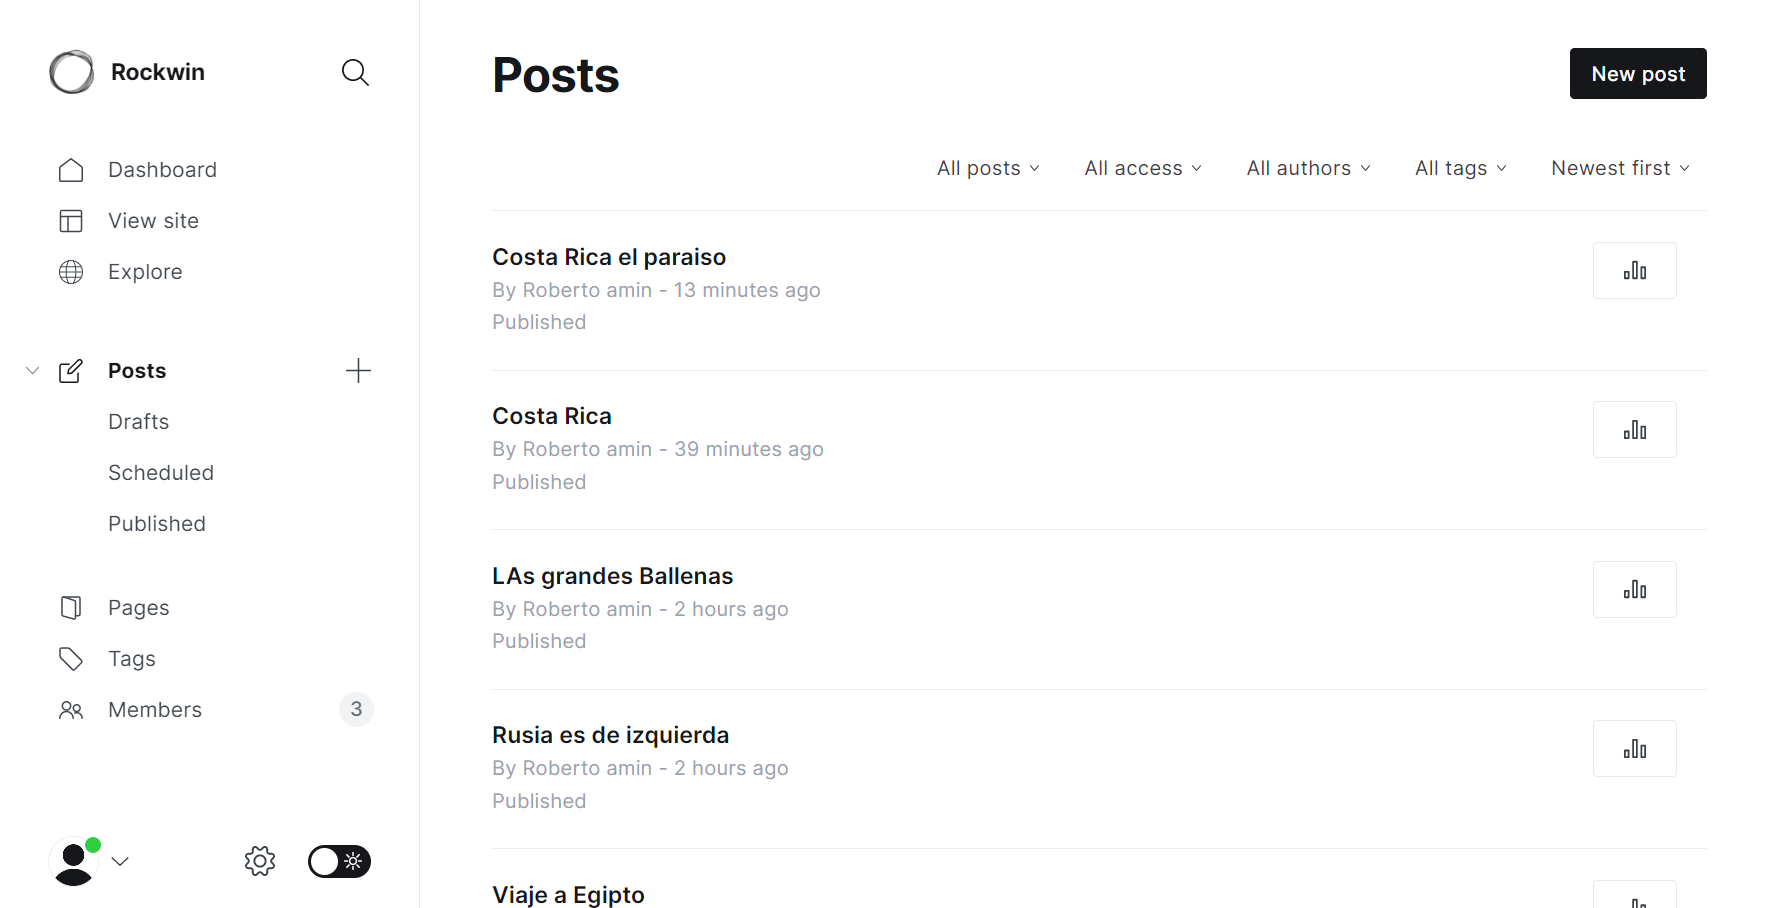 Rockwin
Dashboard
View site
Explore
Posts
Drafts
Scheduled
Published
Pages
Tags
Members
3
Posts
New post
All posts
All access
All authors
All tags
Newest first
Costa Rica el paraiso
By Roberto amin - 13 minutes ago
Published
Costa Rica
By Roberto amin - 39 minutes ago
Published
LAs grandes Ballenas
By Roberto amin - 2 hours ago
Published
Rusia es de izquierda
By Roberto amin - 2 hours ago
Published
Viaje a Egipto